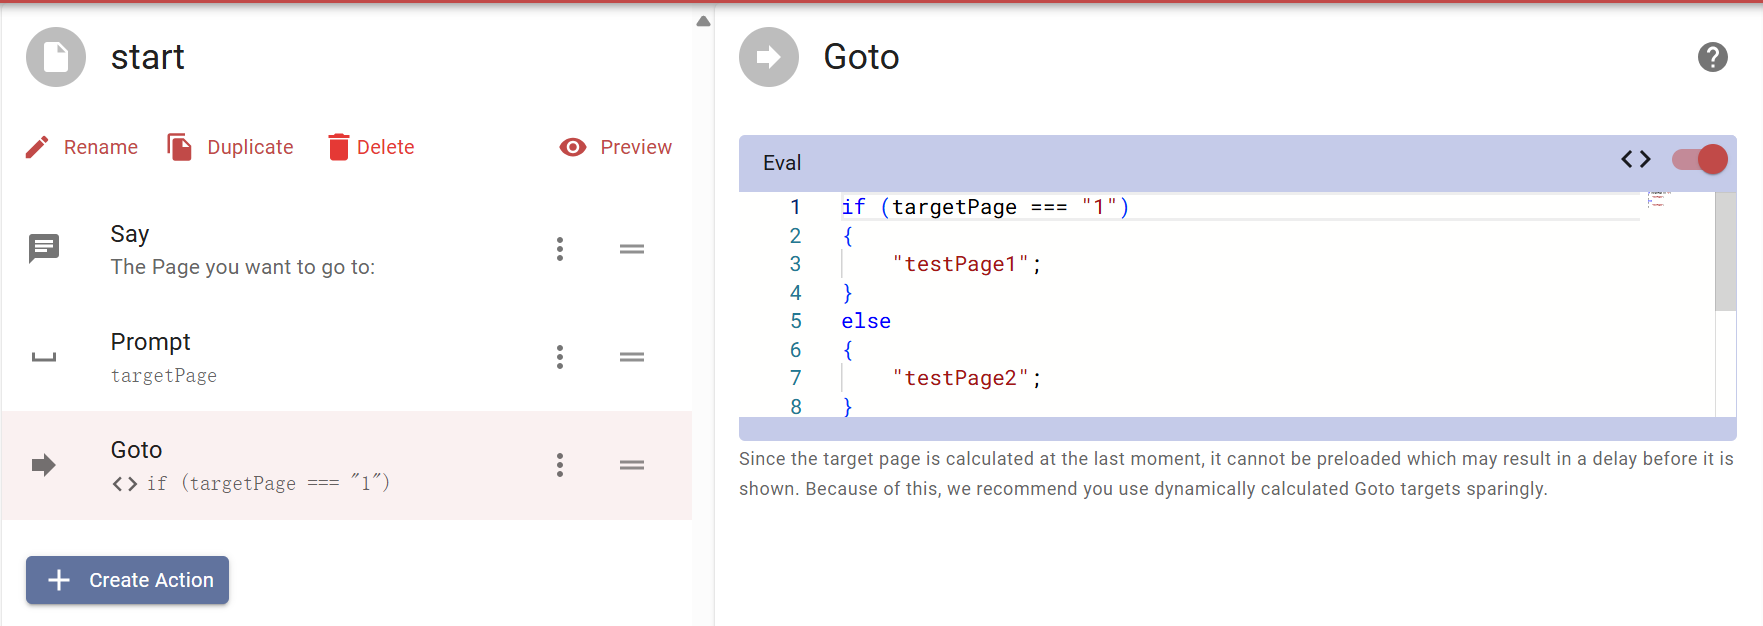 start
Rename
Duplicate
Delete
Preview
Say
The Page you want to go to:
Prompt
targetPage
Goto
<> if (targetPage === "1")
Create Action
Goto
?
Eval
<>
1 if (targetPage === "1")
2 {
3     "testPage1";
4 }
5 else
6 {
7     "testPage2";
8 }
Since the target page is calculated at the last moment, it cannot be preloaded which may result in a delay before it is
shown. Because of this, we recommend you use dynamically calculated Goto targets sparingly.